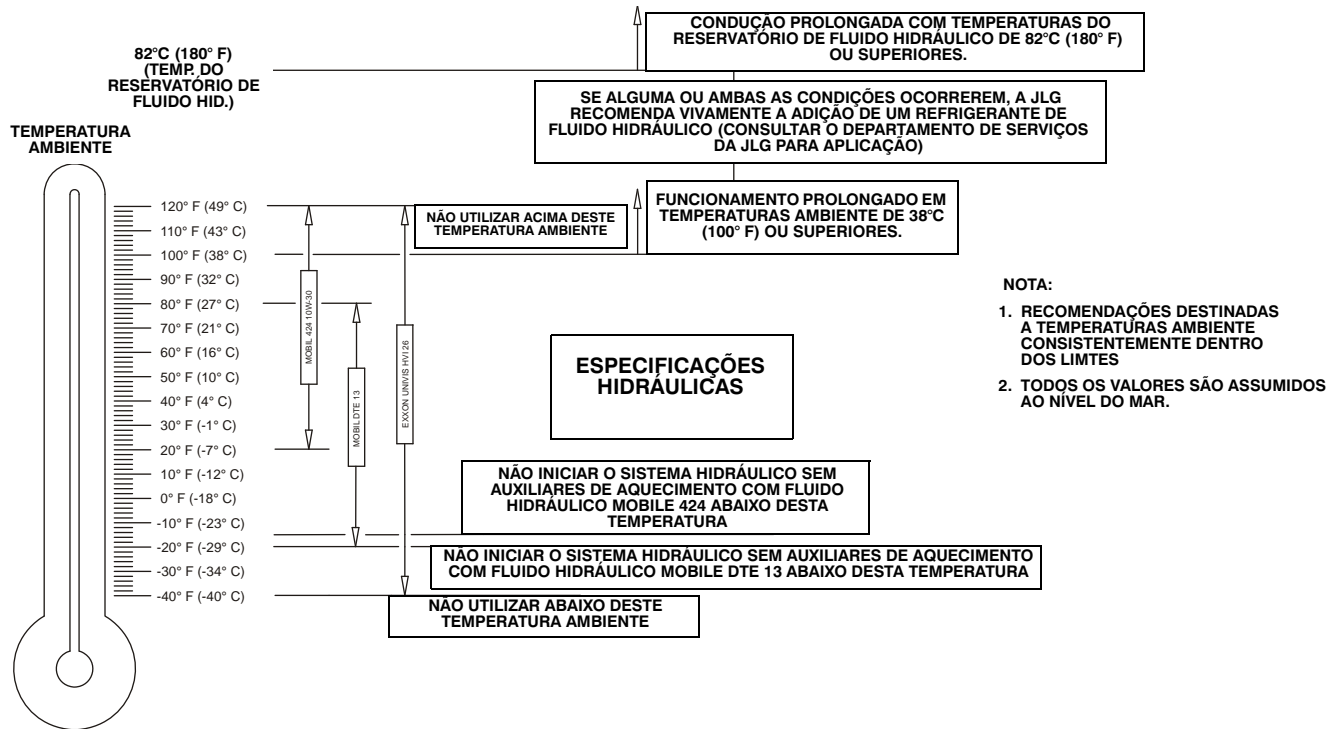 82°C (180° F)
(TEMP. DO
RESERVATÓRIO DE
FLUIDO HID.)
CONDUÇÃO PROLONGADA COM TEMPERATURAS DO
RESERVATÓRIO DE FLUIDO HIDRÁULICO DE 82°C (180° F)
OU SUPERIORES.
SE ALGUMA OU AMBAS AS CONDIÇÕES OCORREREM, A JLG
RECOMENDA VIVAMENTE A ADIÇÃO DE UM REFRIGERANTE DE
FLUIDO HIDRÁULICO (CONSULTAR O DEPARTAMENTO DE SERVIÇOS
DA JLG PARA APLICAÇÃO)
TEMPERATURA
AMBIENTE
120° F (49° C)
110° F (43° C)
100° F (38° C)
90° F (32° C)
80° F (27° C)
70° F (21° C)
60° F (16° C)
50° F (10° C)
40° F (4° C)
30° F (-1° C)
20° F (-7° C)
10° F (-12° C)
0° F (-18° C)
-10° F (-23° C)
-20° F (-29° C)
-30° F (-34° C)
-40° F (-40° C)
MOBIL 424 10W-30
MOBIL DTE 13
EXXON UNIVIS HVI 26
NÃO UTILIZAR ACIMA DESTE
TEMPERATURA AMBIENTE
FUNCIONAMENTO PROLONGADO EM
TEMPERATURAS AMBIENTE DE 38°C
(100° F) OU SUPERIORES.
ESPECIFICAÇÕES
HIDRÁULICAS
NÃO INICIAR O SISTEMA HIDRÁULICO SEM
AUXILIARES DE AQUECIMENTO COM FLUIDO
HIDRÁULICO MOBILE 424 ABAIXO DESTA
TEMPERATURA
NÃO INICIAR O SISTEMA HIDRÁULICO SEM AUXILIARES DE AQUECIMENTO
COM FLUIDO HIDRÁULICO MOBILE DTE 13 ABAIXO DESTA TEMPERATURA
NÃO UTILIZAR ABAIXO DESTE
TEMPERATURA AMBIENTE
NOTA:
1. RECOMENDAÇÕES DESTINADAS
A TEMPERATURAS AMBIENTE
CONSISTENTEMENTE DENTRO
DOS LIMTES
2. TODOS OS VALORES SÃO ASSUMIDOS
AO NÍVEL DO MAR.